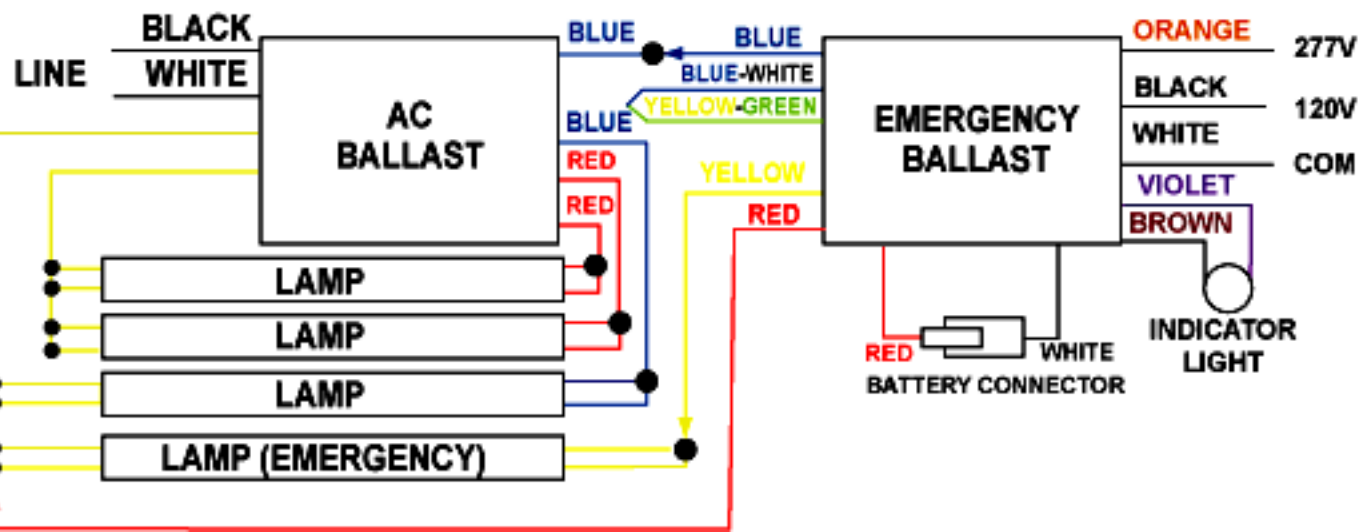 BLACK
WHITE
LINE
AC
BALLAST
BLUE
BLUE
BLUE-WHITE
YELLOW-GREEN
BLUE
RED
RED
YELLOW
RED
EMERGENCY
BALLAST
ORANGE
277V
BLACK
120V
WHITE
COM
VIOLET
BROWN
INDICATOR
LIGHT
RED
WHITE
BATTERY CONNECTOR
LAMP
LAMP
LAMP
LAMP (EMERGENCY)